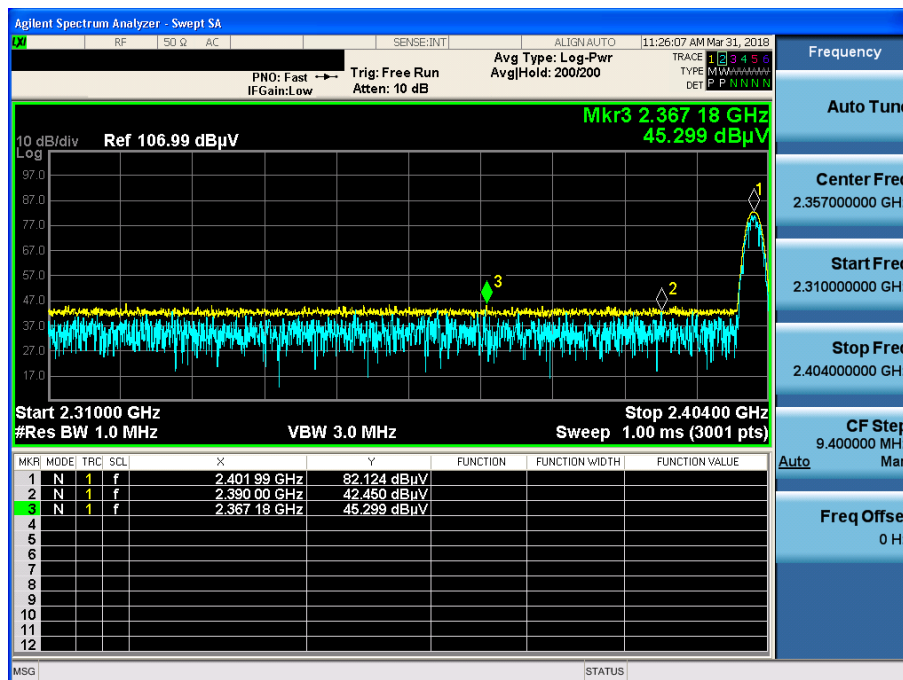 Agilent Spectrum Analyzer - Swept SA
LXI RF 50 Ω AC SENSE:INT ALIGN AUTO 11:26:07 AM Mar 31, 2018
PNO: Fast
IFGain:Low
Trig: Free Run
Atten: 10 dB
Avg Type: Log-Pwr
Avg|Hold: 200/200
TRACE 1 2 3 4 5 6
TYPE M W W W W W
DET P P N N N N
Mkr3 2.367 18 GHz
45.299 dBµV
10 dB/div Ref 106.99 dBµV
Log
97.0
87.0
77.0
67.0
57.0
47.0
37.0
27.0
17.0
1
2
3
Start 2.31000 GHz Stop 2.40400 GHz
#Res BW 1.0 MHz VBW 3.0 MHz Sweep 1.00 ms (3001 pts)
MKR MODE TRC SCL X Y FUNCTION FUNCTION WIDTH FUNCTION VALUE
1 N 1 f 2.401 99 GHz 82.124 dBµV
2 N 1 f 2.390 00 GHz 42.450 dBµV
3 N 1 f 2.367 18 GHz 45.299 dBµV
4
5
6
7
8
9
10
11
12
MSG STATUS
Frequency
Auto Tune
Center Freq
2.357000000 GH
Start Freq
2.310000000 GH
Stop Freq
2.404000000 GH
CF Step
9.400000 MH
Auto Man
Freq Offse
0 H